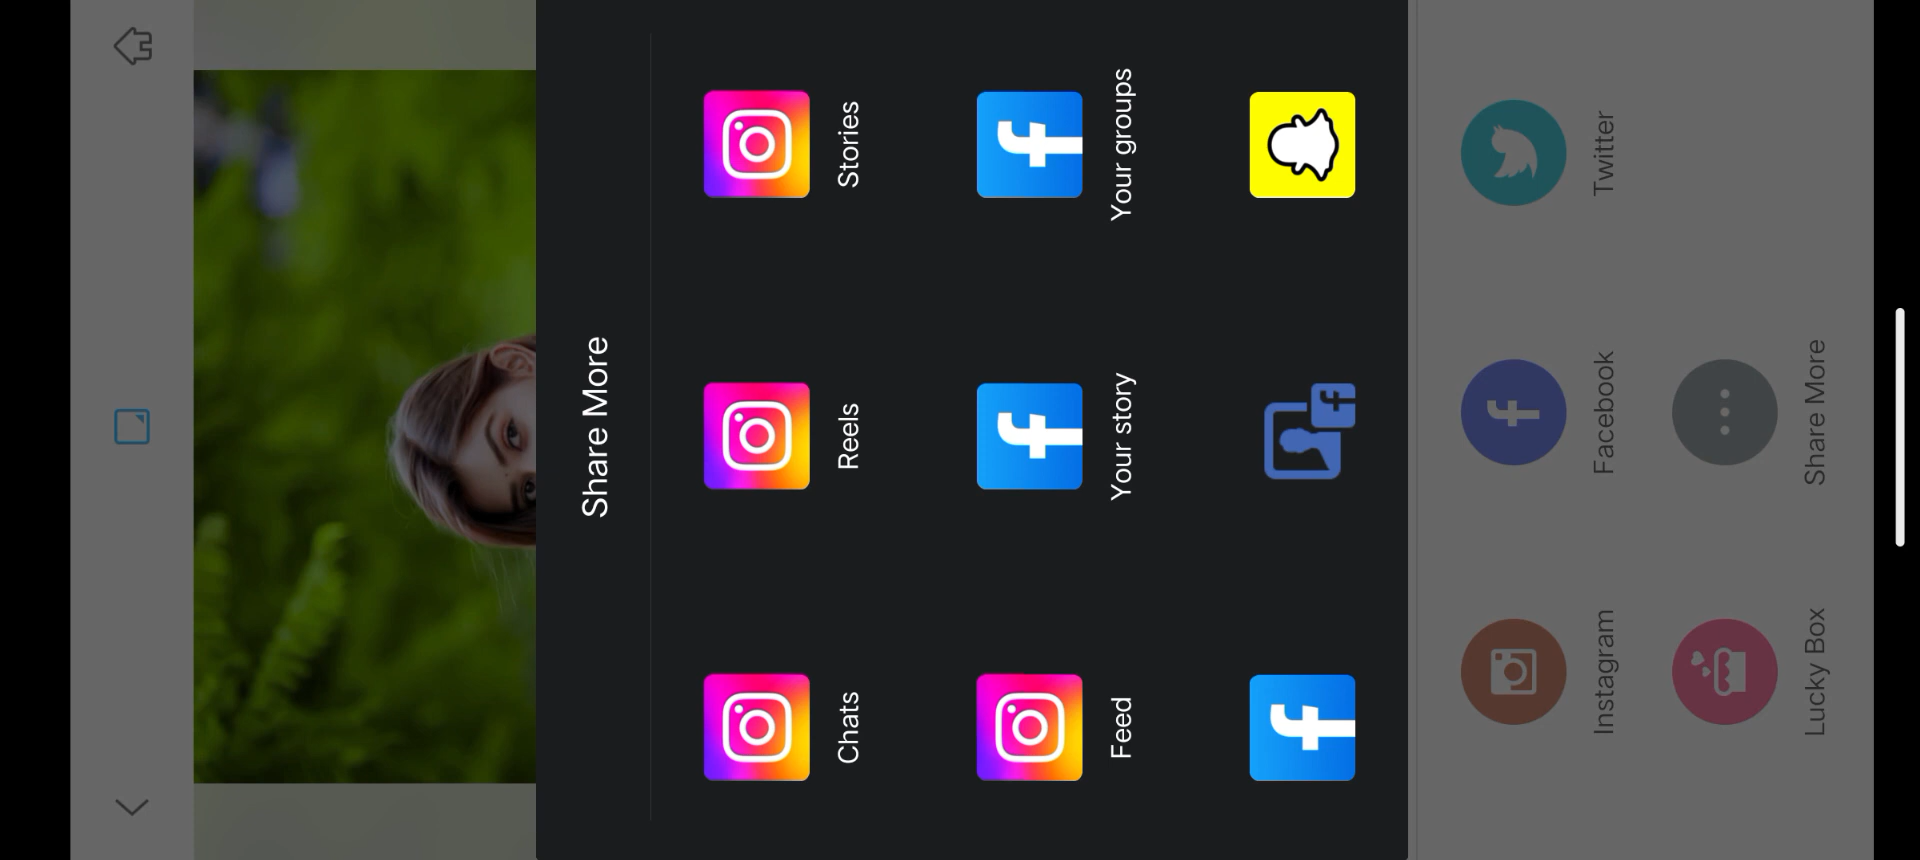 Share More
Chats
Reels
Stories
Feed
Your story
Your groups
Instagram
Facebook
Twitter
Lucky Box
Share More